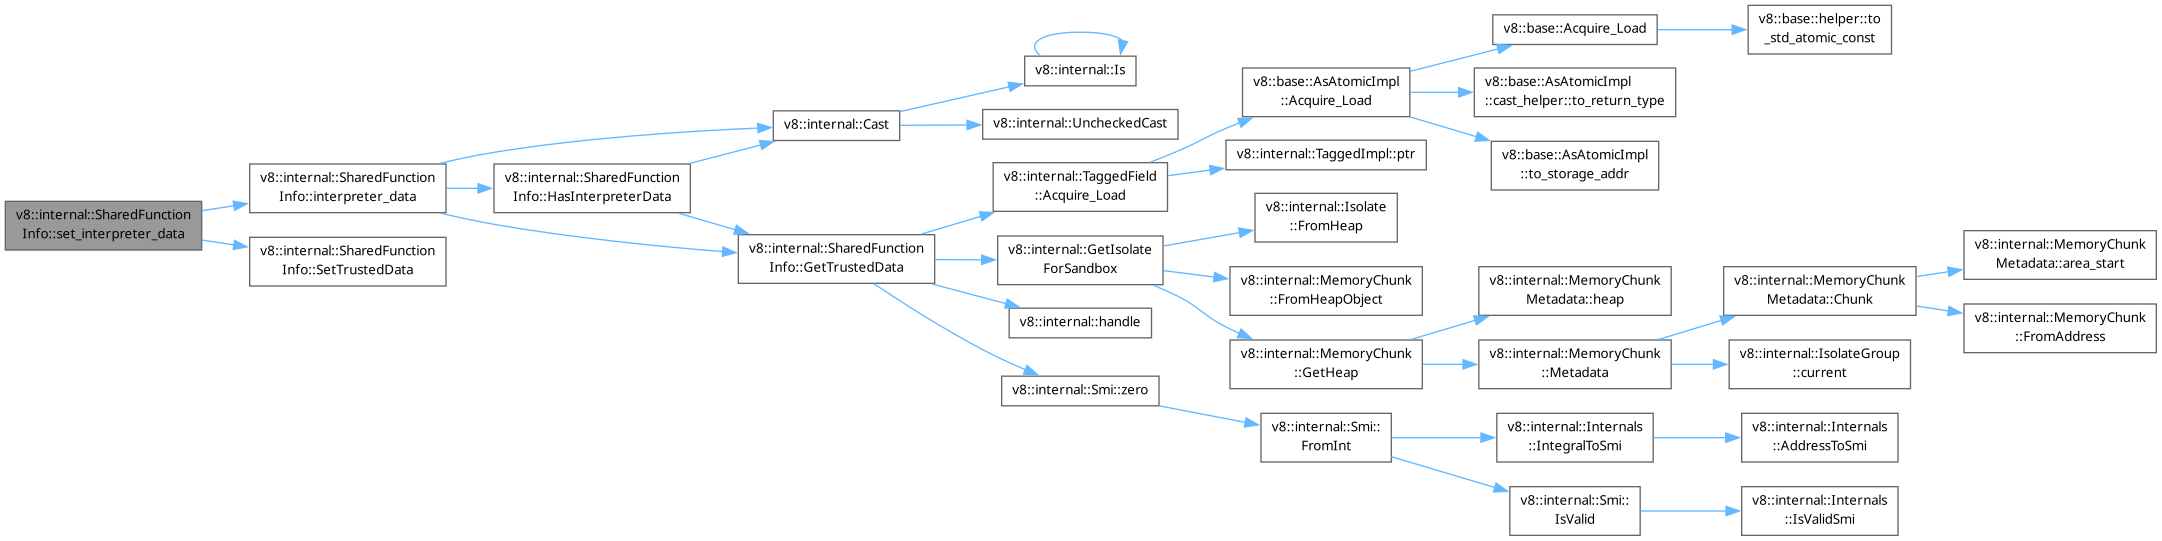 v8::internal::SharedFunction
Info::set_interpreter_data
v8::internal::SharedFunction
Info::interpreter_data
v8::internal::SharedFunction
Info::SetTrustedData
v8::internal::SharedFunction
Info::HasInterpreterData
v8::internal::Cast
v8::internal::SharedFunction
Info::GetTrustedData
v8::internal::Is
v8::internal::UncheckedCast
v8::internal::TaggedField
::Acquire_Load
v8::internal::GetIsolate
ForSandbox
v8::internal::handle
v8::internal::Smi::zero
v8::base::AsAtomicImpl
::Acquire_Load
v8::internal::TaggedImpl::ptr
v8::internal::Isolate
::FromHeap
v8::internal::MemoryChunk
::FromHeapObject
v8::internal::MemoryChunk
::GetHeap
v8::internal::Smi::
FromInt
v8::base::Acquire_Load
v8::base::AsAtomicImpl
::cast_helper::to_return_type
v8::base::AsAtomicImpl
::to_storage_addr
v8::internal::MemoryChunk
Metadata::heap
v8::internal::MemoryChunk
::Metadata
v8::internal::Internals
::IntegralToSmi
v8::internal::Smi::
IsValid
v8::base::helper::to
_std_atomic_const
v8::internal::MemoryChunk
Metadata::Chunk
v8::internal::IsolateGroup
::current
v8::internal::Internals
::AddressToSmi
v8::internal::Internals
::IsValidSmi
v8::internal::MemoryChunk
Metadata::area_start
v8::internal::MemoryChunk
::FromAddress